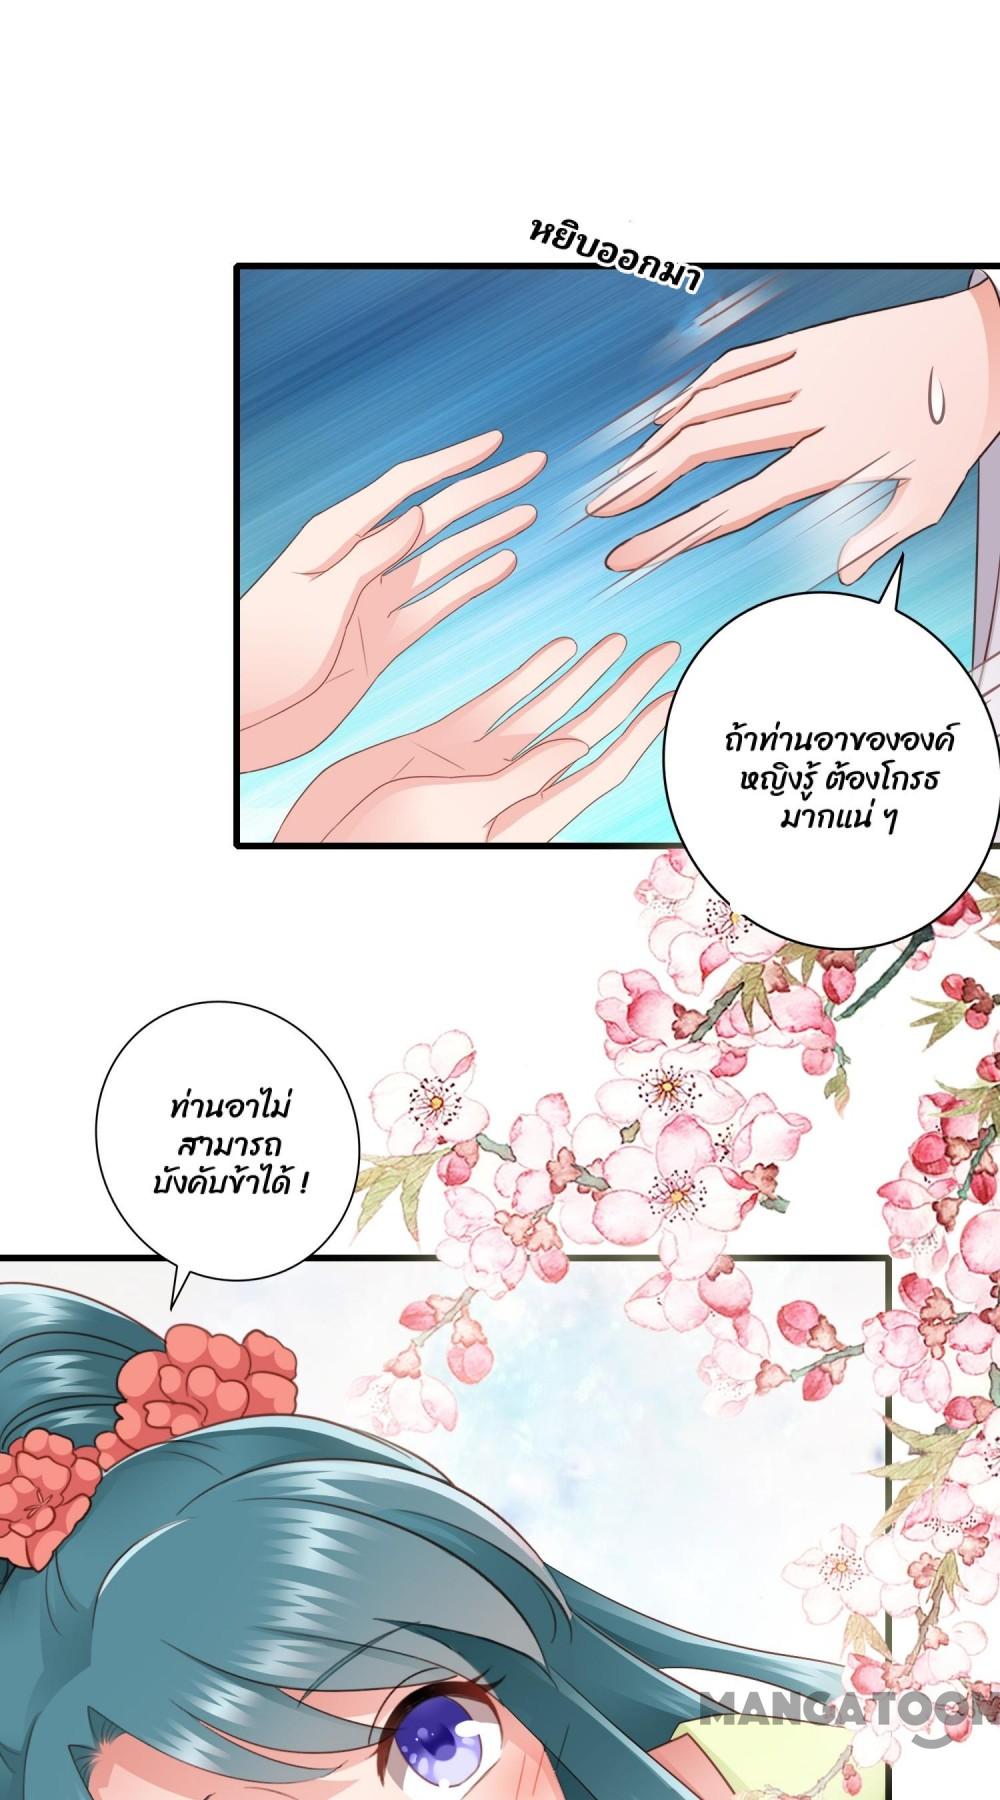 หยิบออกมา
ถ้าท่านอาขององค์
หญิงรู้ ต้องโกรธ
มากแน่ ๆ
ท่านอาไม่
สามารถ
บังคับข้าได้ !
MANGATOON